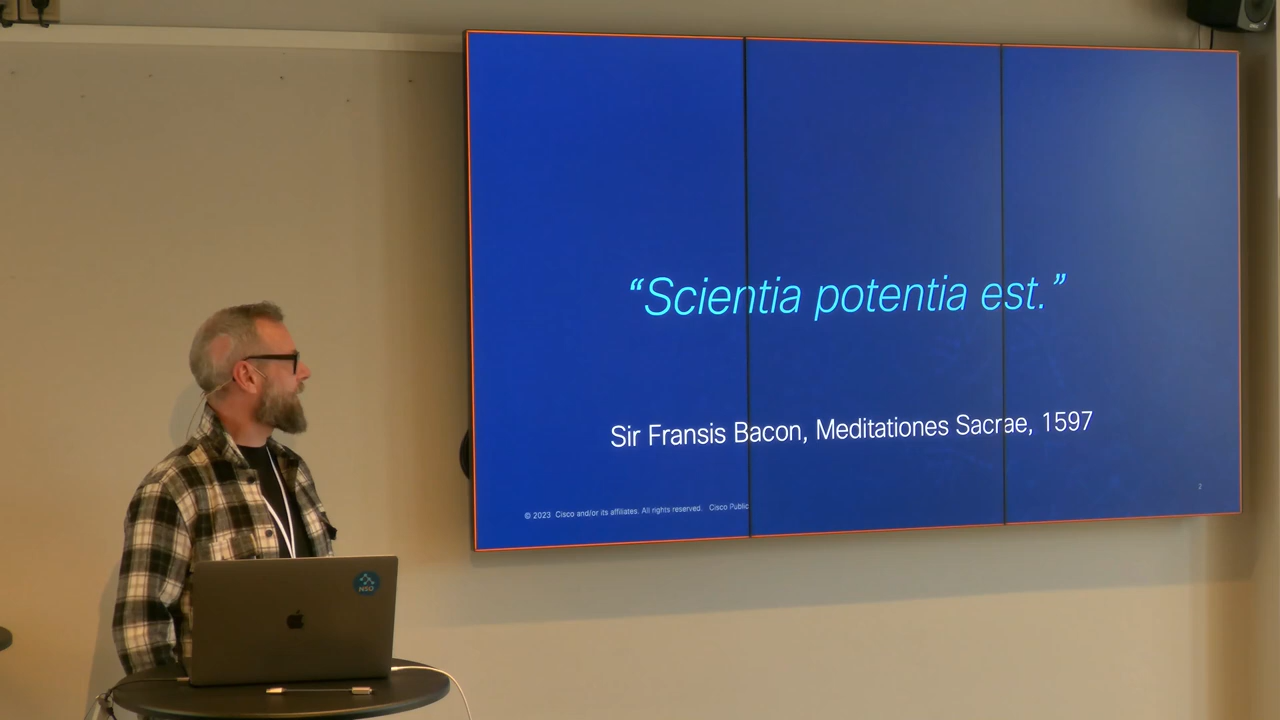 “Scientia potentia est.”
Sir Fransis Bacon, Meditationes Sacrae, 1597
© 2023 Cisco and/or its affiliates. All rights reserved. Cisco Public
2
NSO